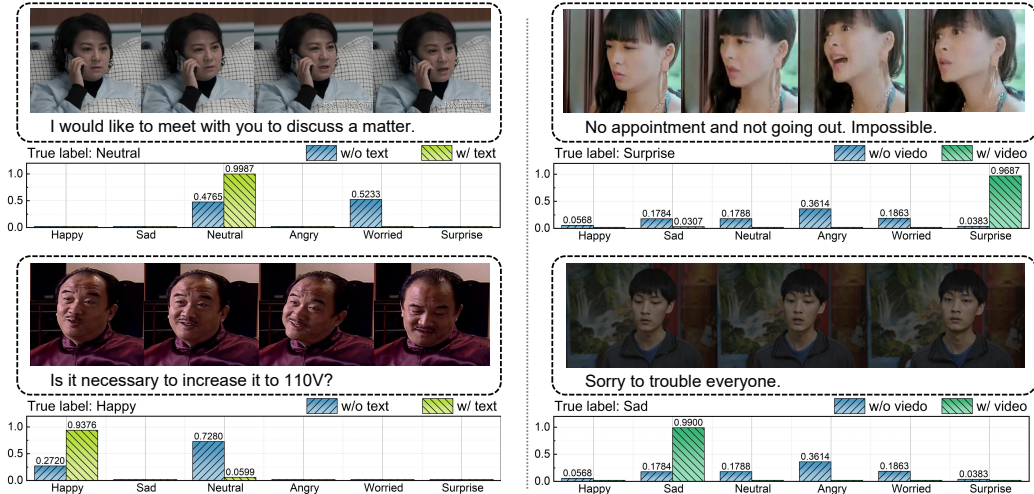 I would like to meet with you to discuss a matter.
True label: Neutral
w/o text
w/ text
1.0
0.5
0.0
0.4765
0.9987
0.5233
Happy Sad Neutral Angry Worried Surprise
Is it necessary to increase it to 110V?
True label: Happy
w/o text
w/ text
1.0
0.5
0.0
0.2720
0.9376
0.7280
0.0599
Happy Sad Neutral Angry Worried Surprise
No appointment and not going out. Impossible.
True label: Surprise
w/o viedo
w/ video
1.0
0.5
0.0
0.0568
0.1784
0.0307
0.1788
0.3614
0.1863
0.0383
0.9687
Happy Sad Neutral Angry Worried Surprise
Sorry to trouble everyone.
True label: Sad
w/o viedo
w/ video
1.0
0.5
0.0
0.0568
0.1784
0.9900
0.1788
0.3614
0.1863
0.0383
Happy Sad Neutral Angry Worried Surprise